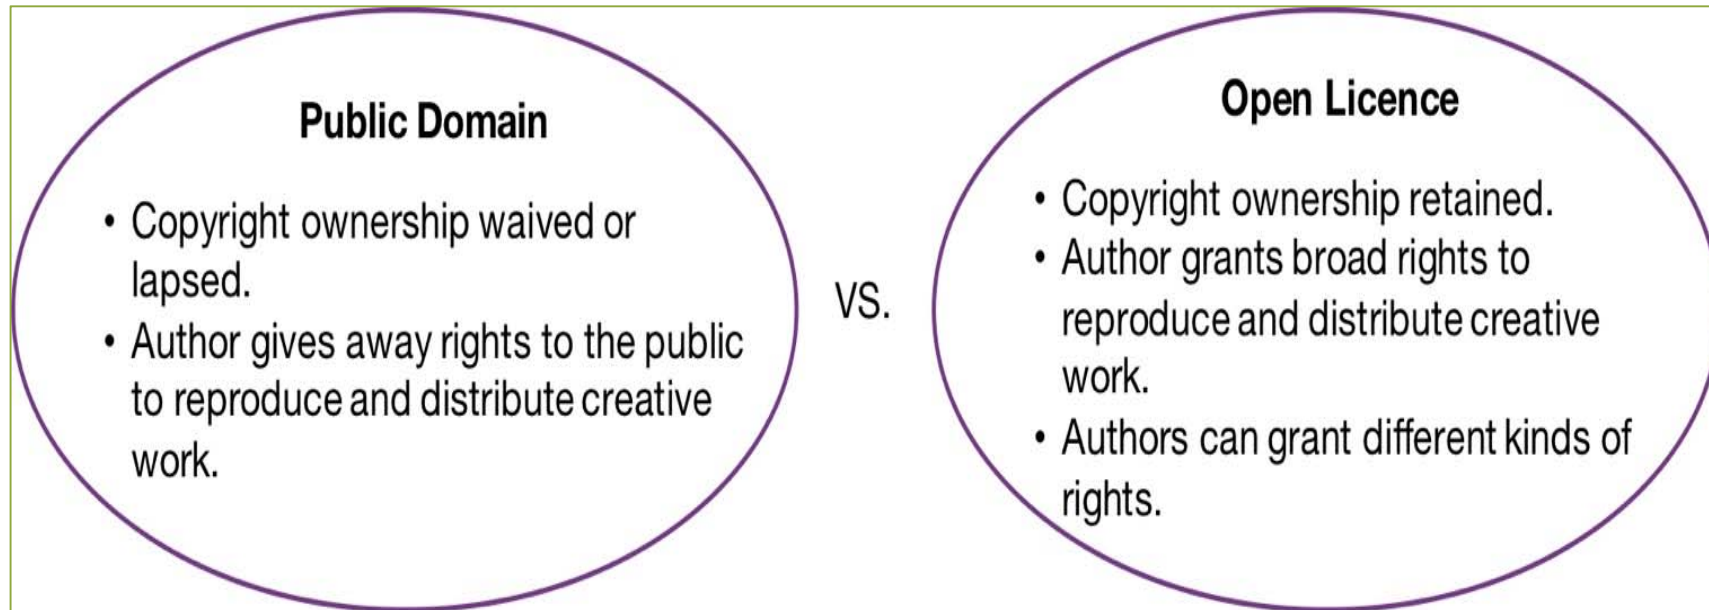 Public Domain
• Copyright ownership waived or
lapsed.
• Author gives away rights to the public
to reproduce and distribute creative
work.
VS.
Open Licence
• Copyright ownership retained.
• Author grants broad rights to
reproduce and distribute creative
work.
• Authors can grant different kinds of
rights.